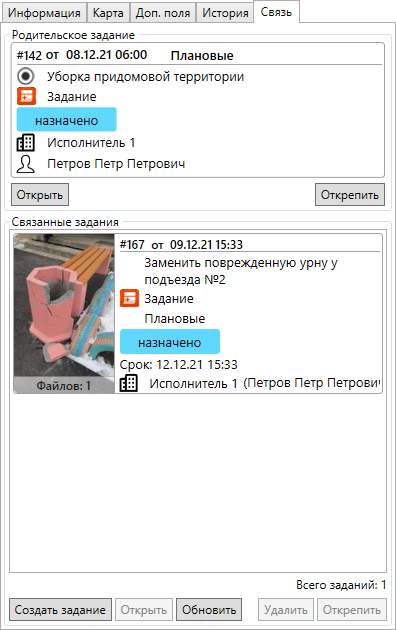 Информация Карта Доп. поля История Связь
Родительское задание
#142 от 08.12.21 06:00 Плановые
Уборка придомовой территории
Задание
назначено
Исполнитель 1
Петров Петр Петрович
Открыть Открепить
Связанные задания
#167 от 09.12.21 15:33
Заменить поврежденную урну у
подъезда №2
Задание
Плановые
назначено
Срок: 12.12.21 15:33
Файлов: 1
Исполнитель 1 (Петров Петр Петрович
Всего заданий: 1
Создать задание Открыть Обновить Удалить Открепить